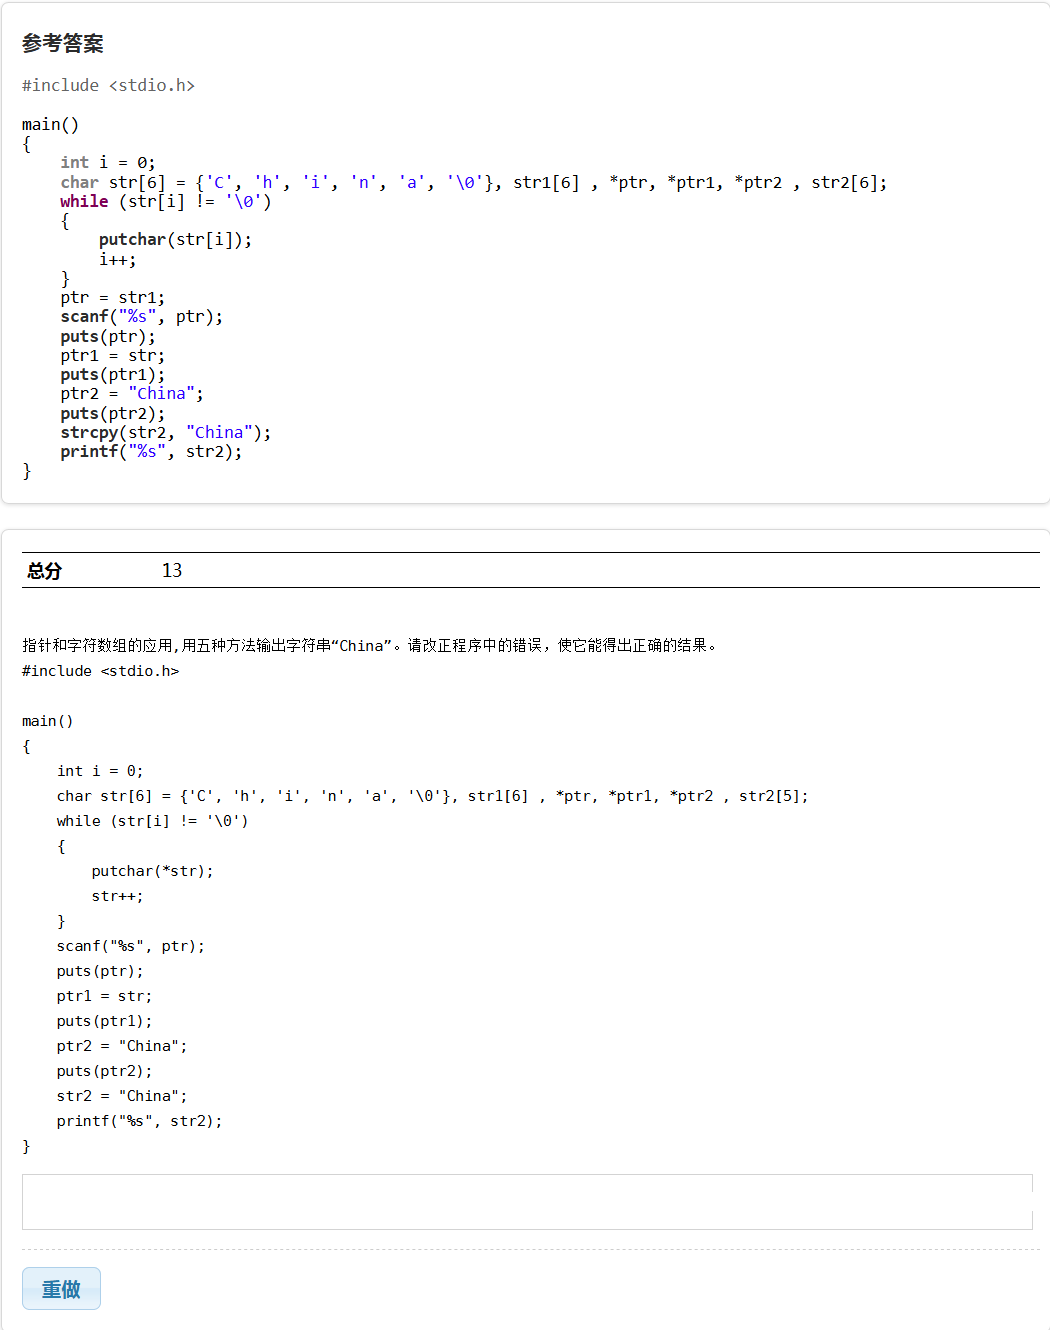 参考答案
#include <stdio.h>
main()
{
    int i = 0;
    char str[6] = {'C', 'h', 'i', 'n', 'a', '\0'}, str1[6] , *ptr, *ptr1, *ptr2 , str2[6];
    while (str[i] != '\0')
    {
        putchar(str[i]);
        i++;
    }
    ptr = str1;
    scanf("%s", ptr);
    puts(ptr);
    ptr1 = str;
    puts(ptr1);
    ptr2 = "China";
    puts(ptr2);
    strcpy(str2, "China");
    printf("%s", str2);
}
总分 13
指针和字符数组的应用,用五种方法输出字符串“China”。请改正程序中的错误，使它能得出正确的结果。
#include <stdio.h>
main()
{
    int i = 0;
    char str[6] = {'C', 'h', 'i', 'n', 'a', '\0'}, str1[6] , *ptr, *ptr1, *ptr2 , str2[5];
    while (str[i] != '\0')
    {
        putchar(*str);
        str++;
    }
    scanf("%s", ptr);
    puts(ptr);
    ptr1 = str;
    puts(ptr1);
    ptr2 = "China";
    puts(ptr2);
    str2 = "China";
    printf("%s", str2);
}
重做